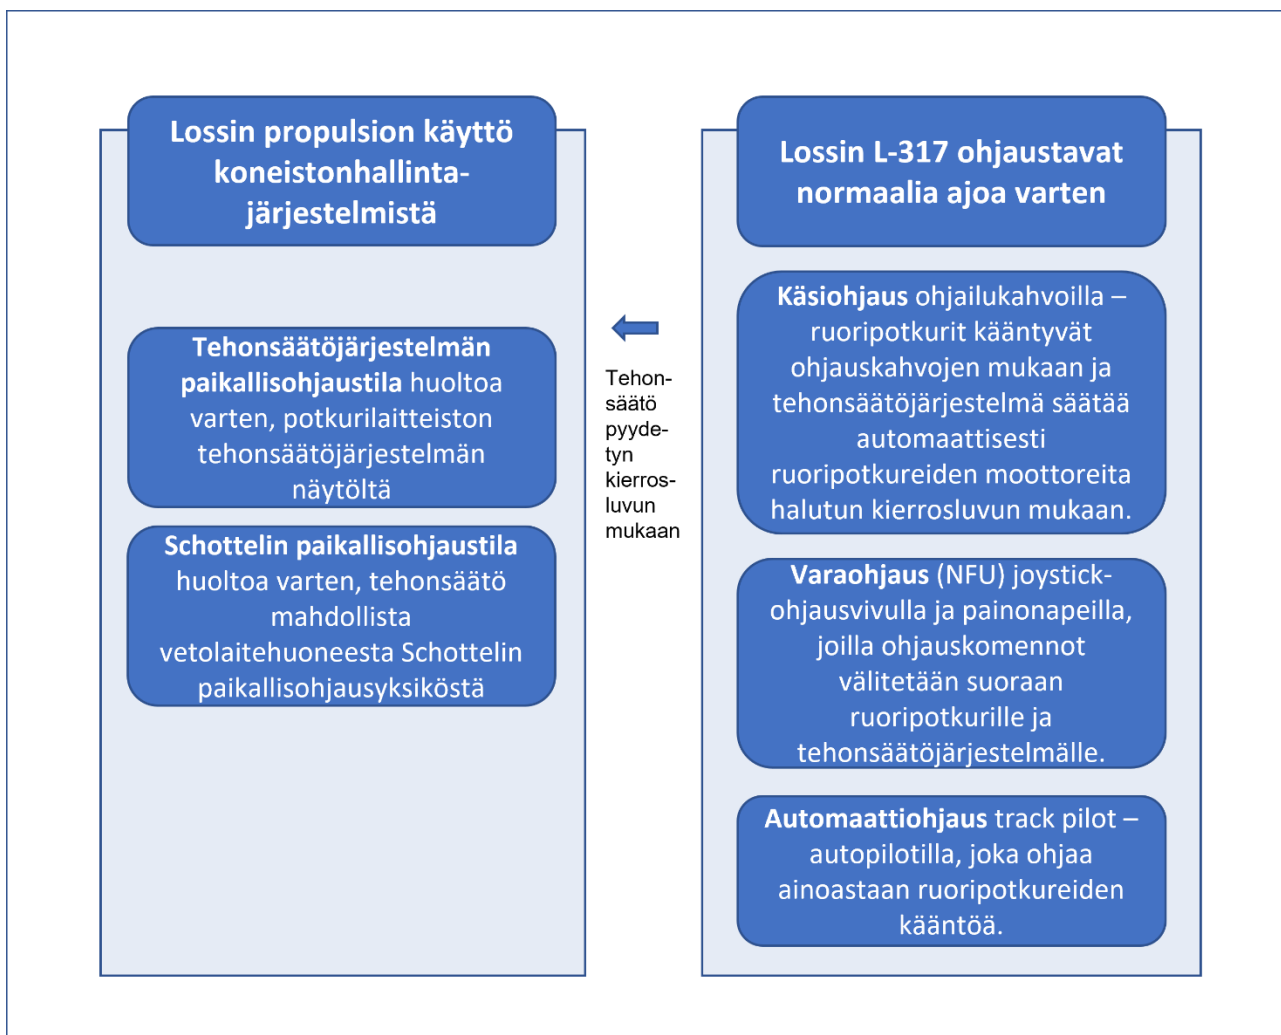 Lossin propulsion käyttö
koneistonhallinta-
järjestelmistä
Tehonsäätöjärjestelmän
paikallisohjaustila huoltoa
varten, potkurilaitteiston
tehonsäätöjärjestelmän
näytöltä
Schottelin paikallisohjaustila
huoltoa varten, tehonsäätö
mahdollista
vetolaitehuoneesta Schottelin
paikallisohjausyksiköstä
Tehon-
säätö
pyyde-
tyn
kierros-
luvun
mukaan
Lossin L-317 ohjaustavat
normaalia ajoa varten
Käsiohjaus ohjailukahvoilla –
ruoripotkurit kääntyvät
ohjauskahvojen mukaan ja
tehonsäätöjärjestelmä säätää
automaattisesti
ruoripotkureiden moottoreita
halutun kierrosluvun mukaan.
Varaohjaus (NFU) joystick-
ohjausvivulla ja painonapeilla,
joilla ohjauskomennot
välitetään suoraan
ruoripotkurille ja
tehonsäätöjärjestelmälle.
Automaattiohjaus track pilot –
autopilotilla, joka ohjaa
ainoastaan ruoripotkureiden
kääntöä.